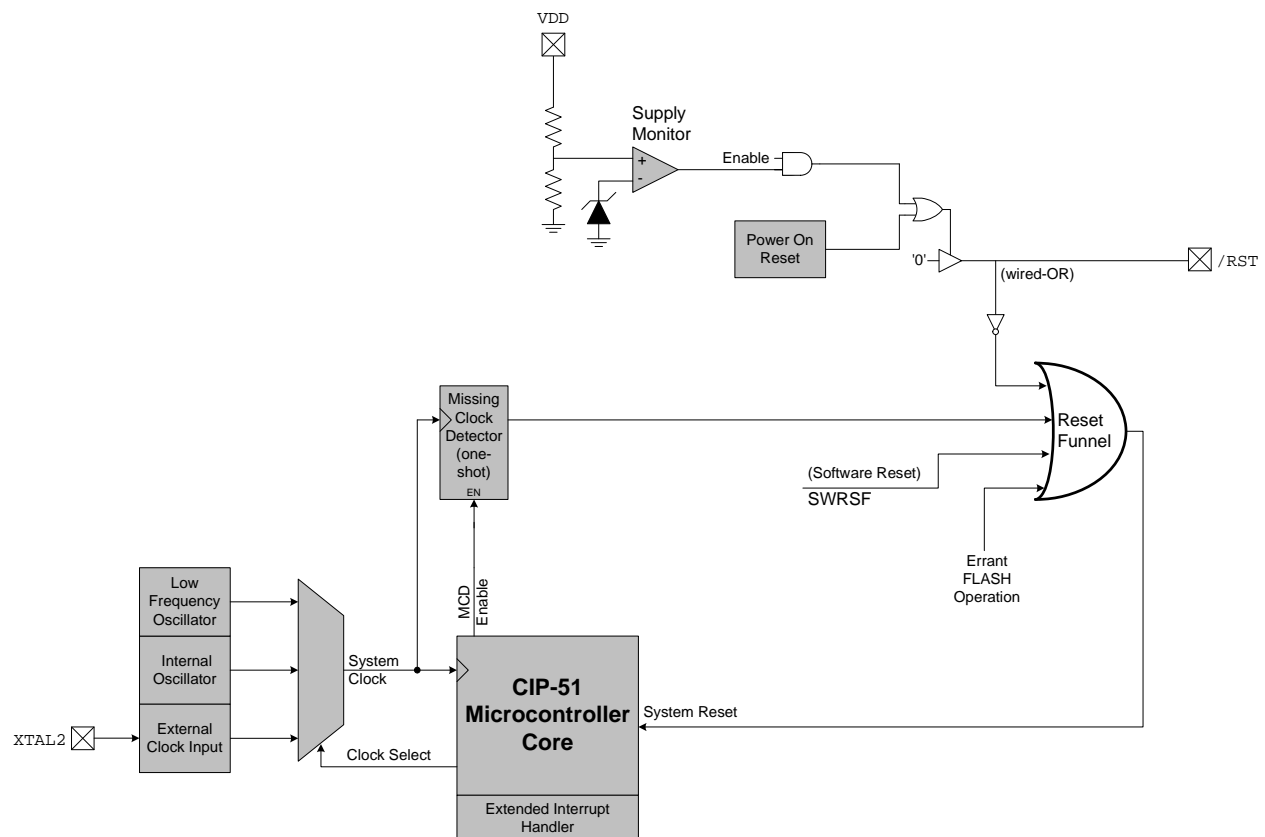 VDD
Supply
Monitor
+
-
Enable
Power On
Reset
'0'
(wired-OR)
/RST
Missing
Clock
Detector
(one-
shot)
EN
Reset
Funnel
(Software Reset)
SWRSF
Errant
FLASH
Operation
MCD
Enable
Low
Frequency
Oscillator
Internal
Oscillator
External
Clock Input
XTAL2
System
Clock
Clock Select
CIP-51
Microcontroller
Core
System Reset
Extended Interrupt
Handler